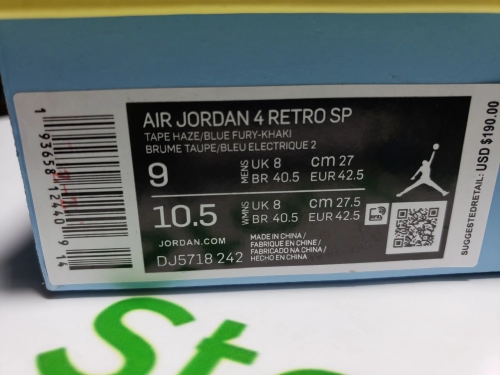 AIR JORDAN 4 RETRO SP
TAPE HAZE/BLUE FURY-KHAKI
BRUME TAUPE/BLEU ELECTRIQUE 2
9 MENS UK 8 cm 27
BR 40.5 EUR 42.5
10.5 WMNS UK 8 cm 27.5
BR 40.5 EUR 42.5
JORDAN.COM
DJ5718 242
MADE IN CHINA /
FABRIQUE EN CHINE /
FABRICADO NA CHINA /
HECHO EN CHINA
SUGGESTED RETAIL: USD $190.00
1 93658 12440 9 14
St